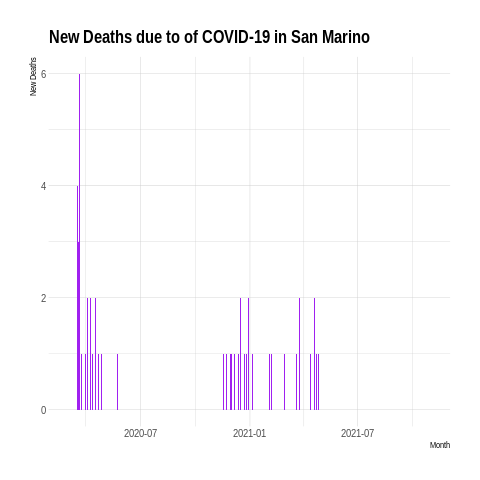 New Deaths due to of COVID-19 in San Marino
New Deaths
6
4
2
0
2020-07
2021-01
2021-07
Month